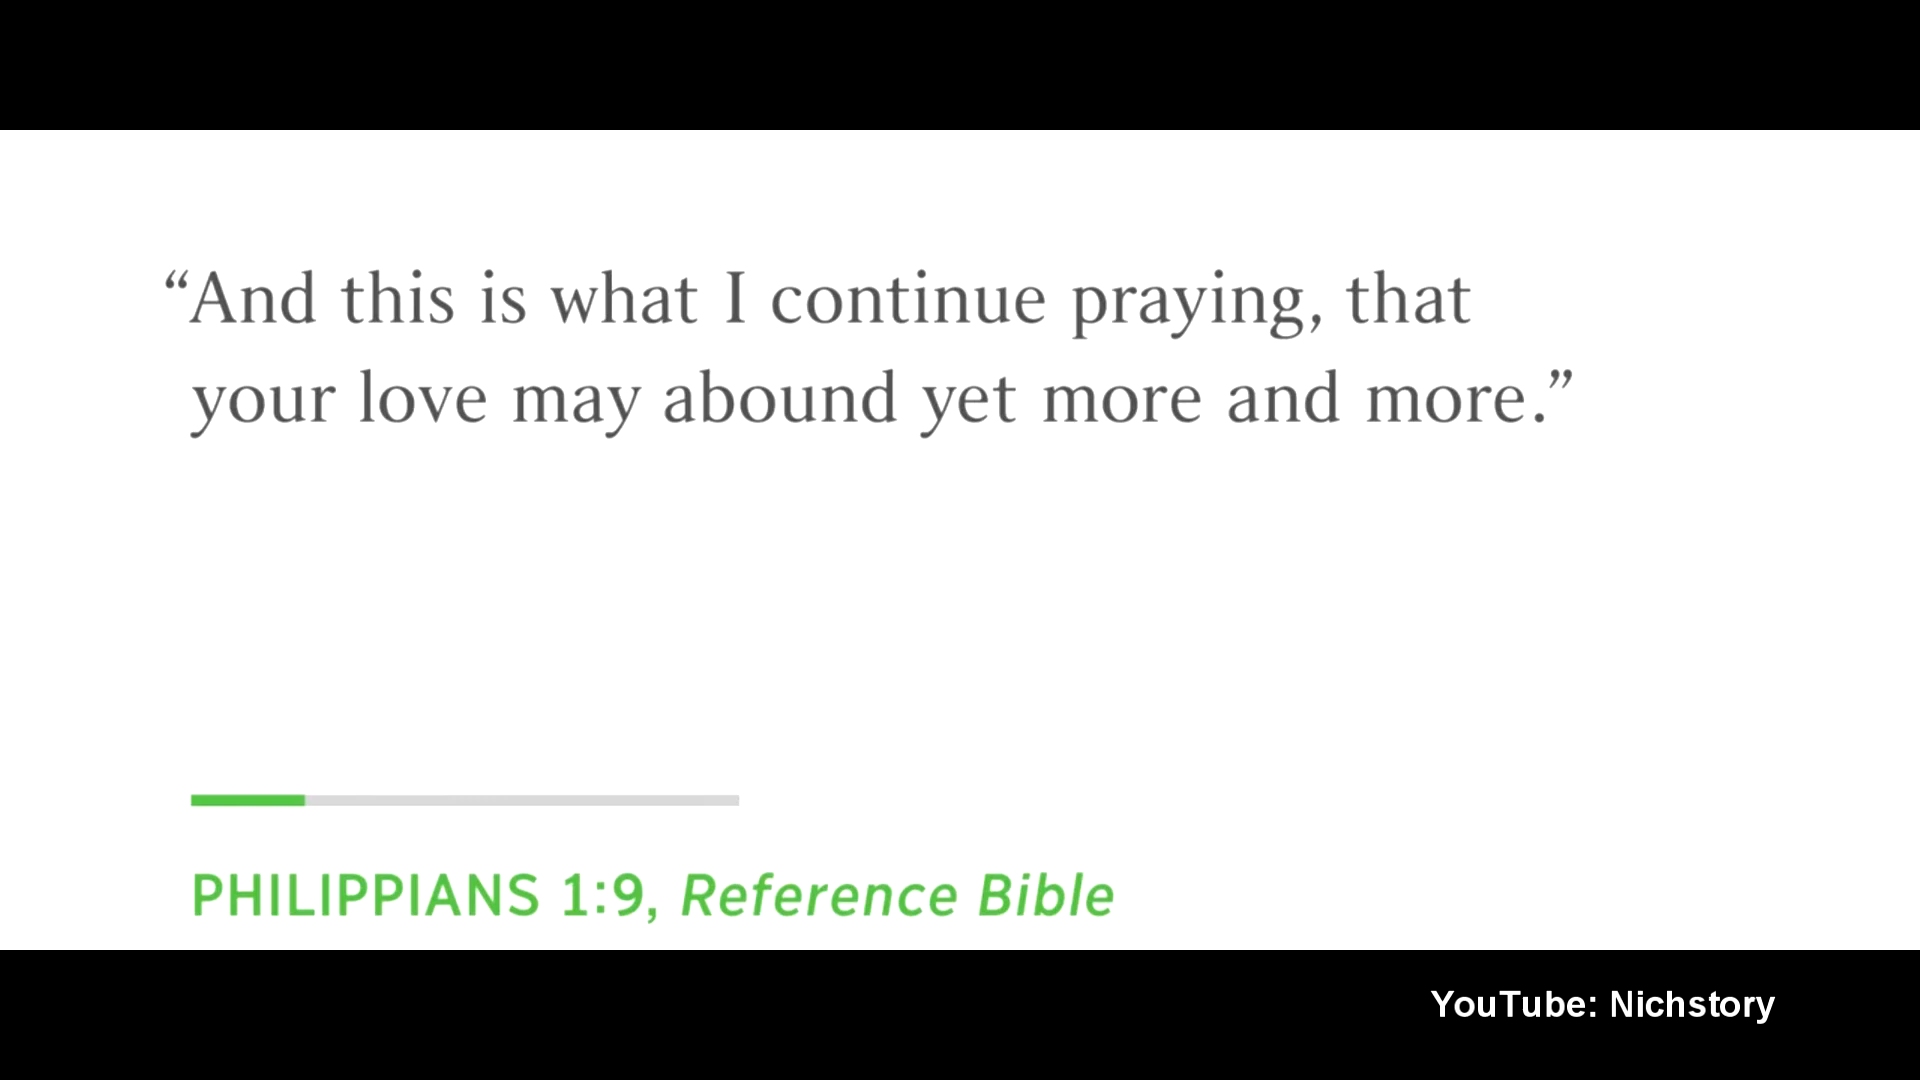 “And this is what I continue praying, that
your love may abound yet more and more.”
PHILIPPIANS 1:9, Reference Bible
YouTube: Nichstory